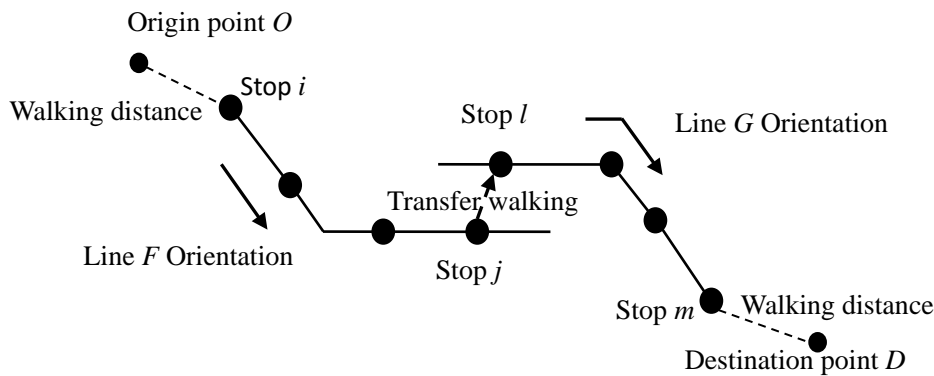 Origin point O
Stop i
Walking distance
Stop l
Line G Orientation
Transfer walking
Line F Orientation
Stop j
Stop m
Walking distance
Destination point D